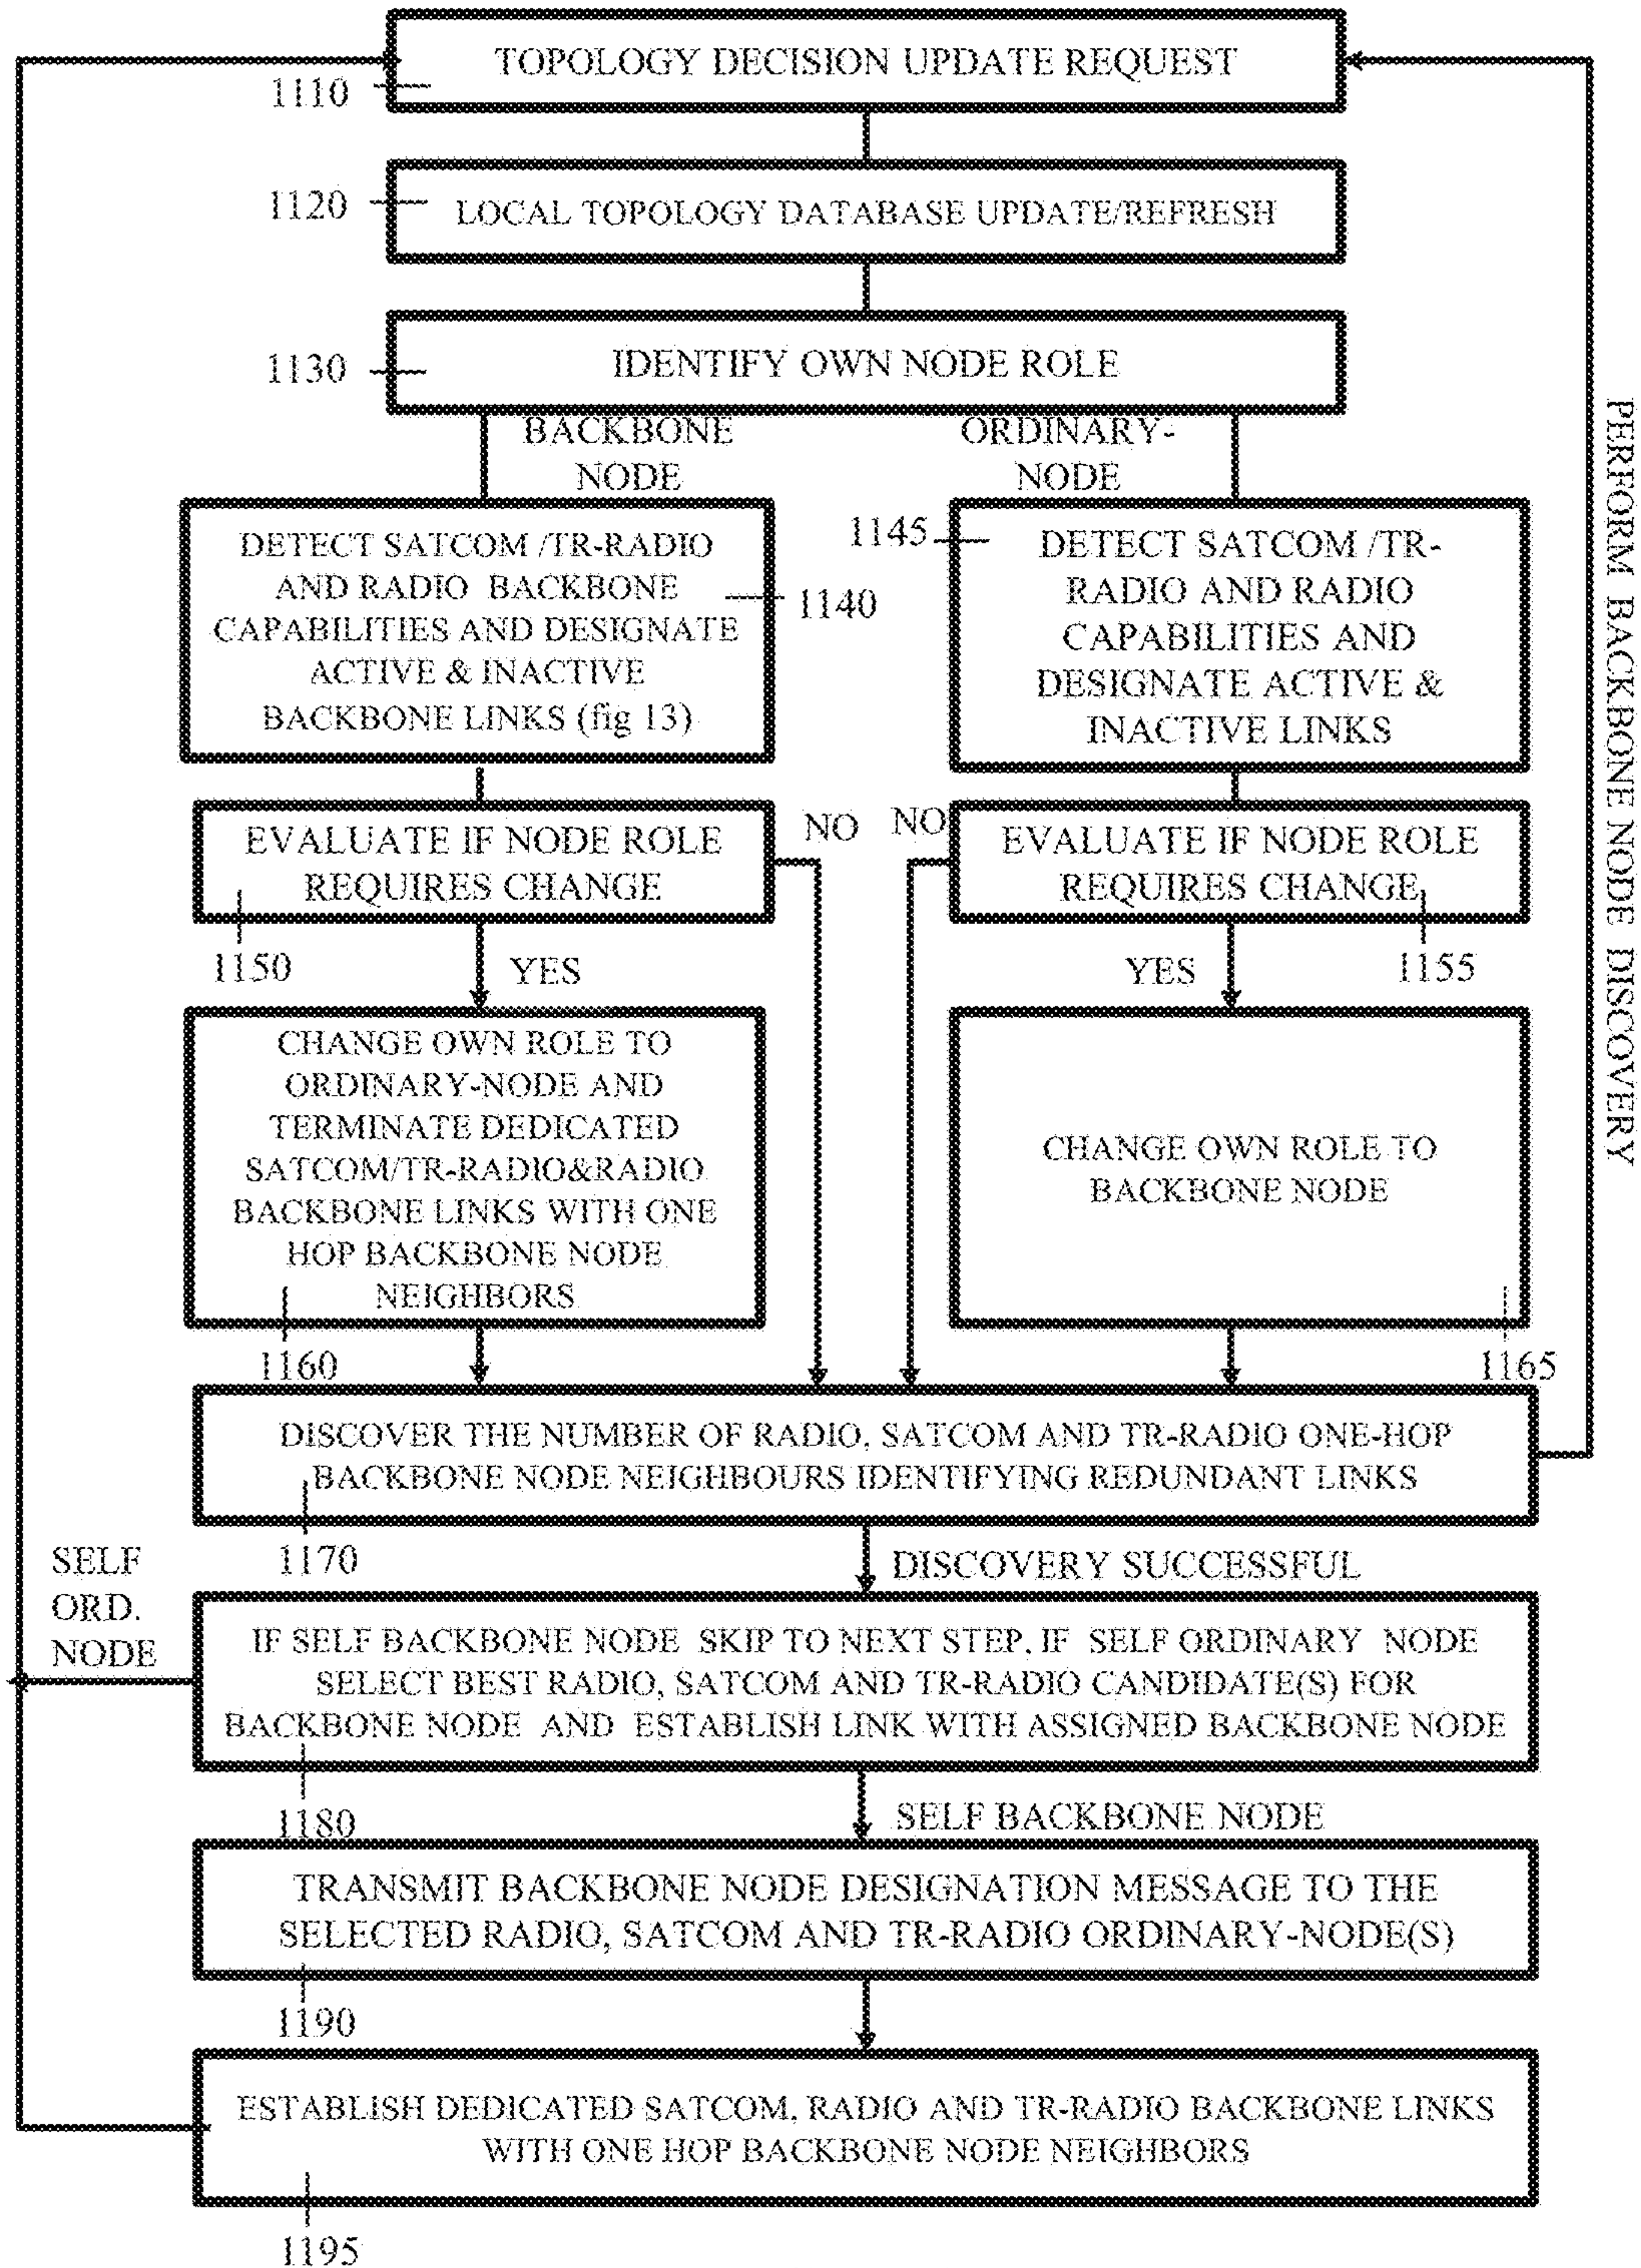 TOPOLOGY DECISION UPDATE REQUEST
1110
1120
LOCAL TOPOLOGY DATABASE UPDATE/REFRESH
1130
IDENTIFY OWN NODE ROLE
BACKBONE
NODE
ORDINARY-
NODE
DETECT SATCOM /TR-RADIO
AND RADIO BACKBONE
CAPABILITIES AND DESIGNATE
ACTIVE & INACTIVE
BACKBONE LINKS (fig 13)
1140
1145
DETECT SATCOM /TR-
RADIO AND RADIO
CAPABILITIES AND
DESIGNATE ACTIVE &
INACTIVE LINKS
PERFORM BACKBONE NODE DISCOVERY
EVALUATE IF NODE ROLE
REQUIRES CHANGE
NO
NO
EVALUATE IF NODE ROLE
REQUIRES CHANGE
1150
YES
YES
1155
CHANGE OWN ROLE TO
ORDINARY-NODE AND
TERMINATE DEDICATED
SATCOM/TR-RADIO&RADIO
BACKBONE LINKS WITH ONE
HOP BACKBONE NODE
NEIGHBORS
CHANGE OWN ROLE TO
BACKBONE NODE
1160
1165
DISCOVER THE NUMBER OF RADIO, SATCOM AND TR-RADIO ONE-HOP
BACKBONE NODE NEIGHBOURS IDENTIFYING REDUNDANT LINKS
1170
DISCOVERY SUCCESSFUL
SELF
ORD.
NODE
IF SELF BACKBONE NODE SKIP TO NEXT STEP, IF SELF ORDINARY NODE
SELECT BEST RADIO, SATCOM AND TR-RADIO CANDIDATE(S) FOR
BACKBONE NODE AND ESTABLISH LINK WITH ASSIGNED BACKBONE NODE
1180
SELF BACKBONE NODE
TRANSMIT BACKBONE NODE DESIGNATION MESSAGE TO THE
SELECTED RADIO, SATCOM AND TR-RADIO ORDINARY-NODE(S)
1190
ESTABLISH DEDICATED SATCOM, RADIO AND TR-RADIO BACKBONE LINKS
WITH ONE HOP BACKBONE NODE NEIGHBORS
1195